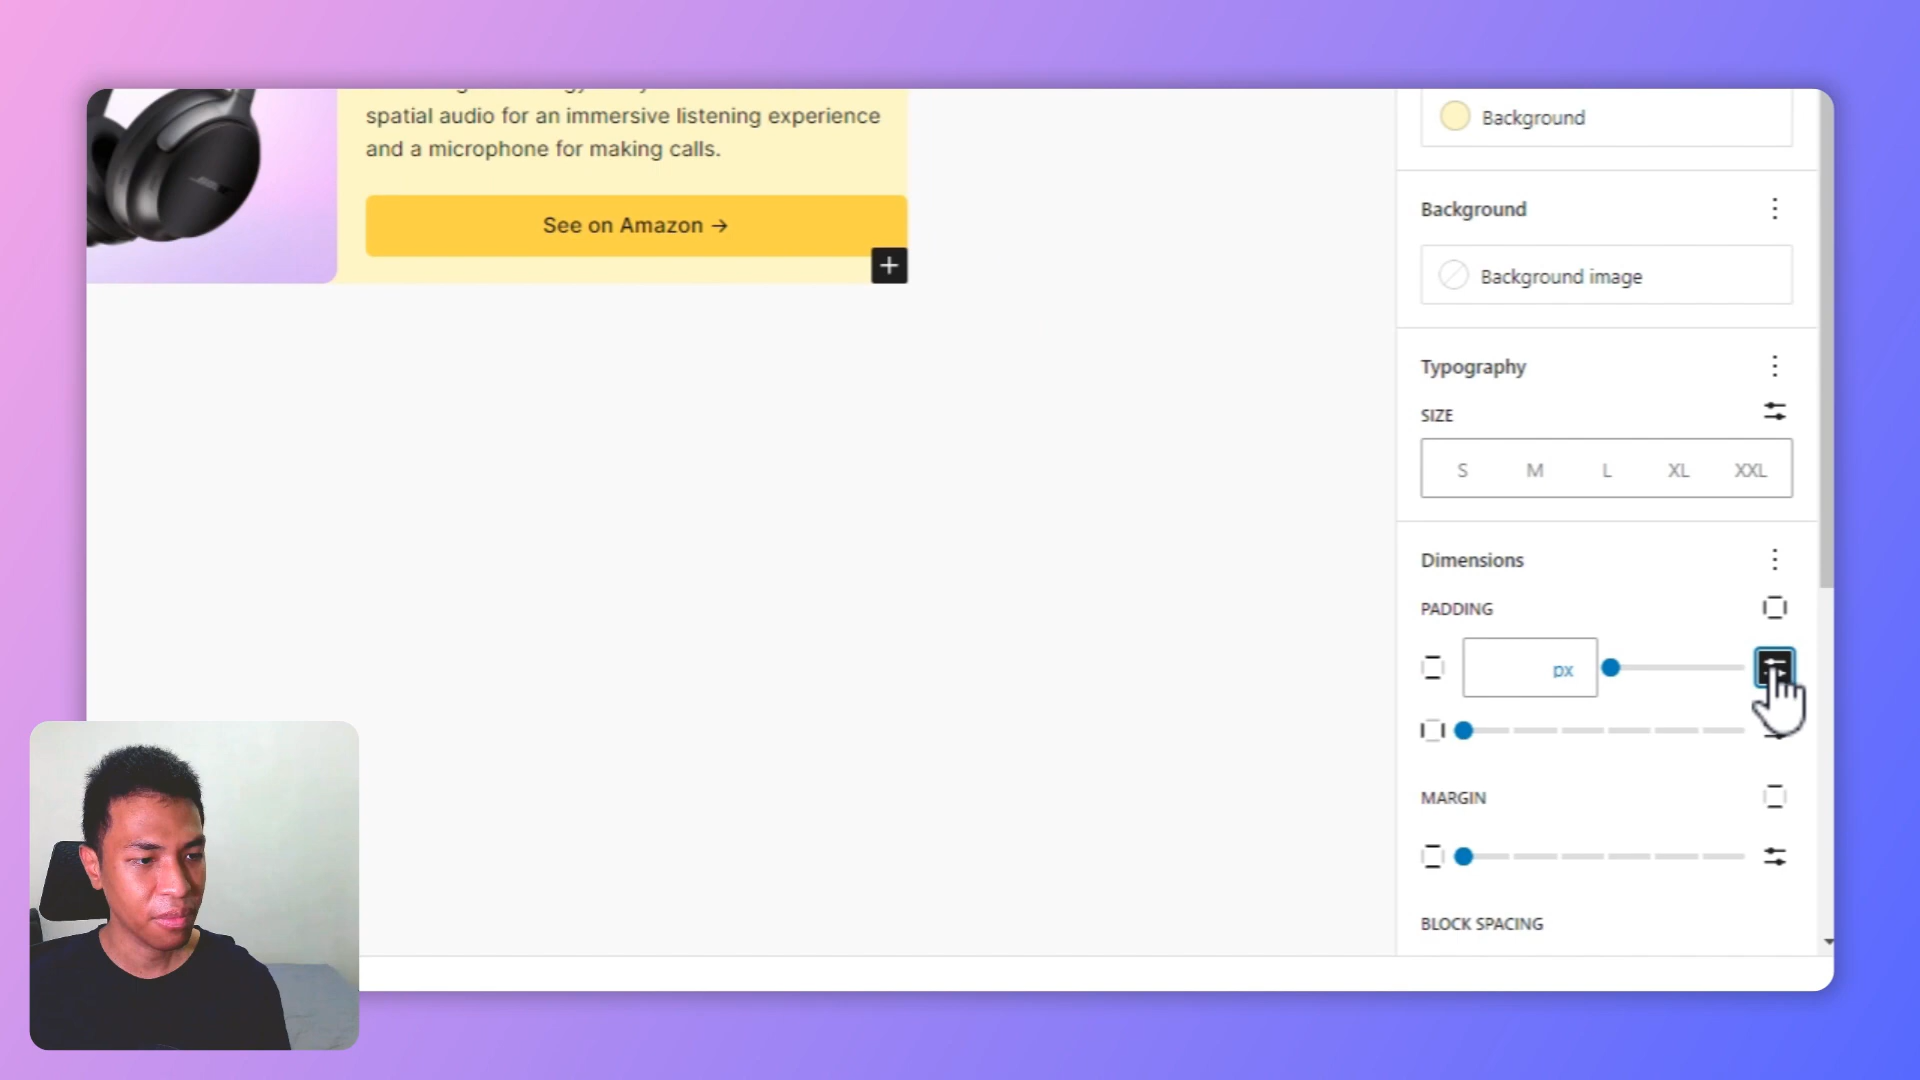 spatial audio for an immersive listening experience
and a microphone for making calls.
See on Amazon →
Background
Background
Background image
Typography
SIZE
S M L XL XXL
Dimensions
PADDING
px
MARGIN
BLOCK SPACING